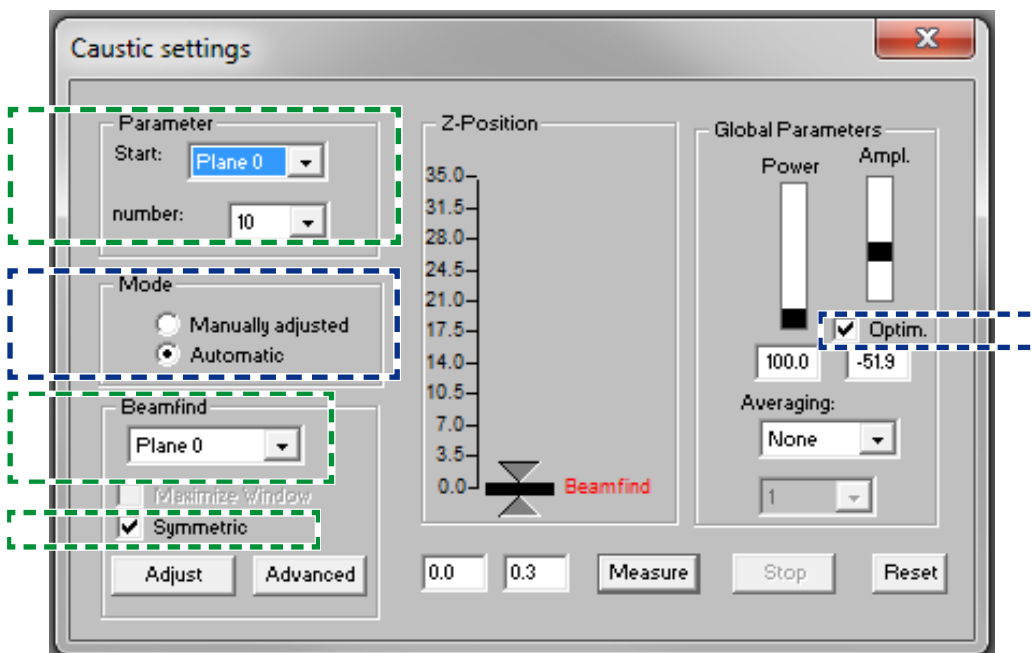 Caustic settings
Parameter
Start: Plane 0
number: 10
Mode
Manually adjusted
Automatic
Beamfind
Plane 0
Maximize Window
Symmetric
Adjust Advanced
Z-Position
35.0
31.5
28.0
24.5
21.0
17.5
14.0
10.5
7.0
3.5
0.0 Beamfind
0.0 0.3 Measure Stop Reset
Global Parameters
Power Ampl.
Optim.
100.0 -51.9
Averaging:
None
1